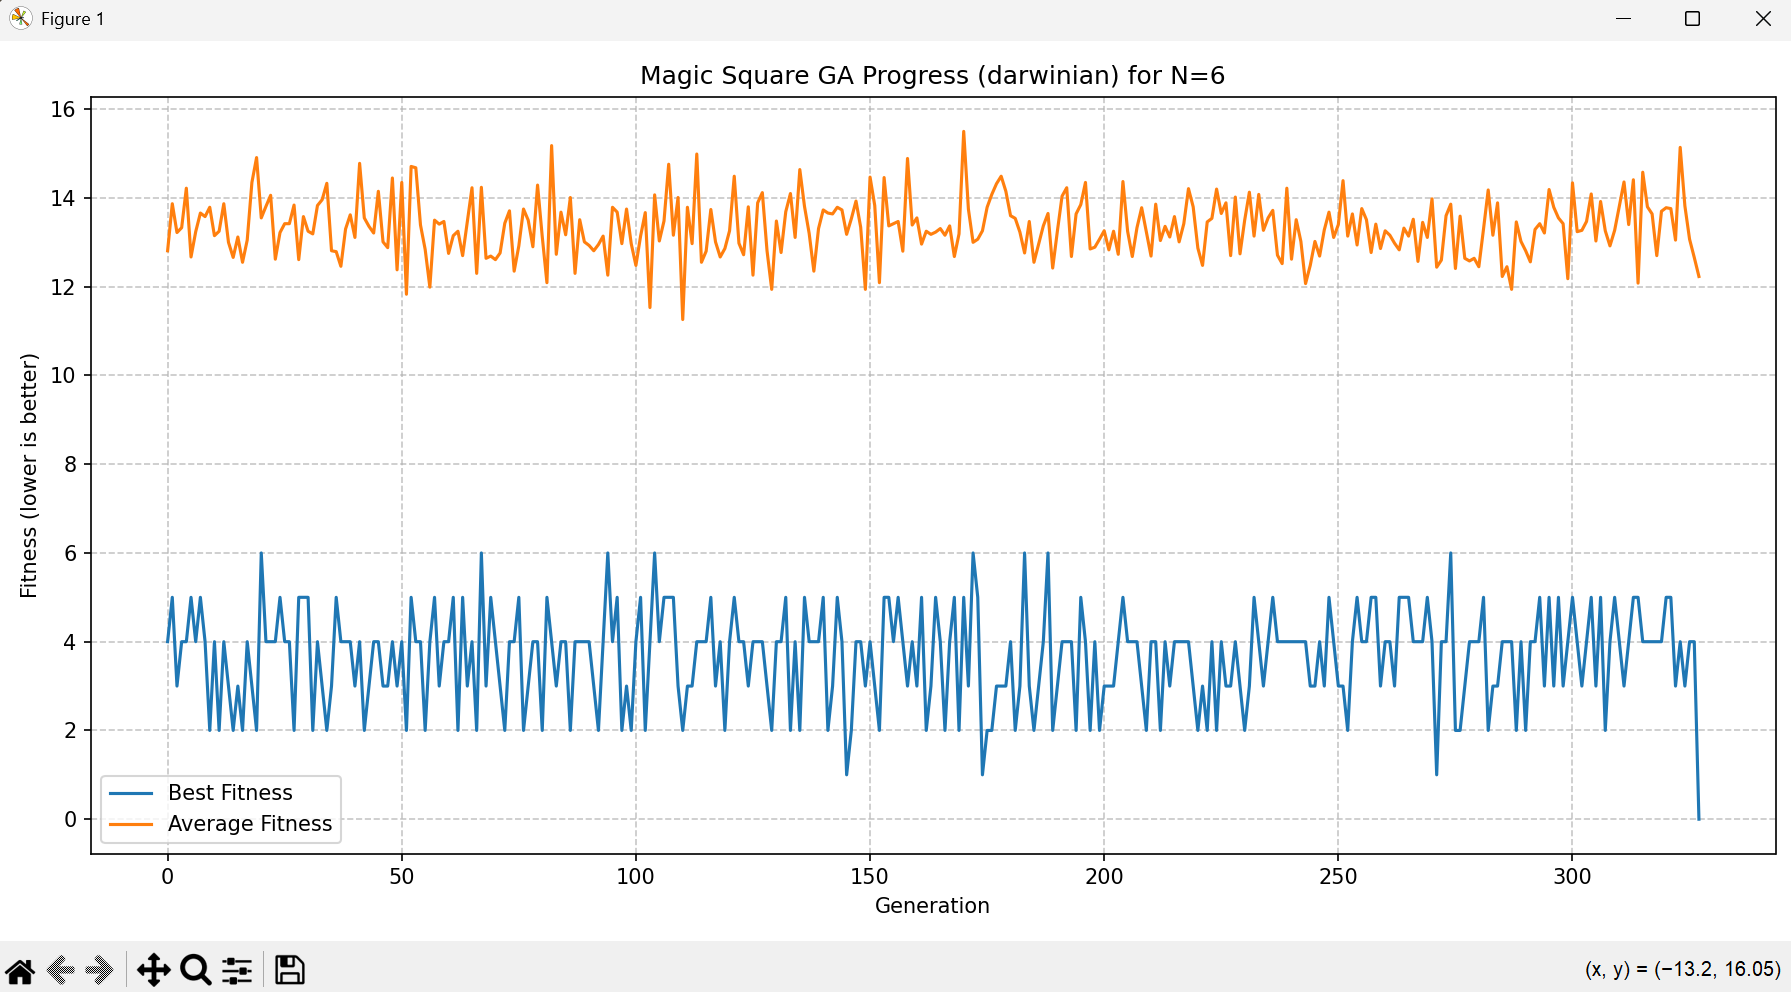 Figure 1
Magic Square GA Progress (darwinian) for N=6
Fitness (lower is better)
16
14
12
10
8
6
4
2
0
Best Fitness
Average Fitness
0 50 100 150 200 250 300
Generation
(x, y) = (−13.2, 16.05)